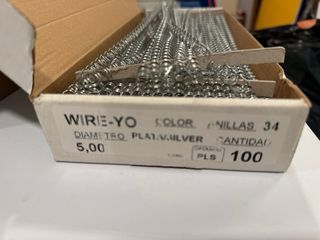 WIRE-YO COLOR ANILLAS 34
DIAMETRO PLATA/SILVER CANTIDAD
5,00 PLS 100